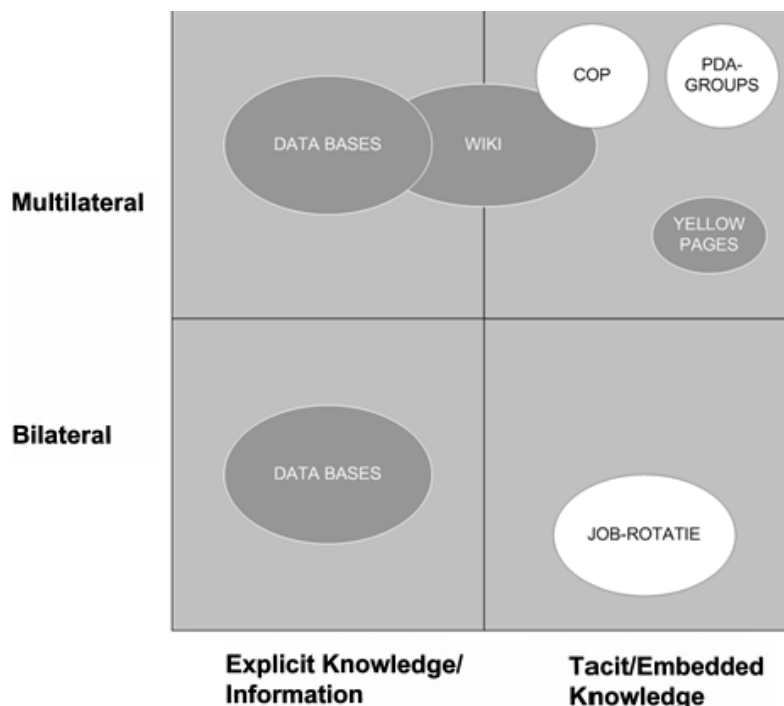 COP
PDA-
GROUPS
DATA BASES
WIKI
Multilateral
YELLOW
PAGES
Bilateral
DATA BASES
JOB-ROTATIE
Explicit Knowledge/
Information
Tacit/Embedded
Knowledge